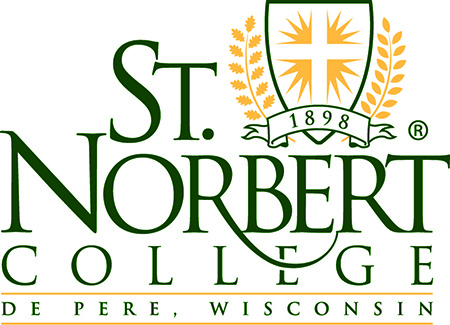 ST.
1898 ®
NORBERT
COLLEGE
DE PERE, WISCONSIN